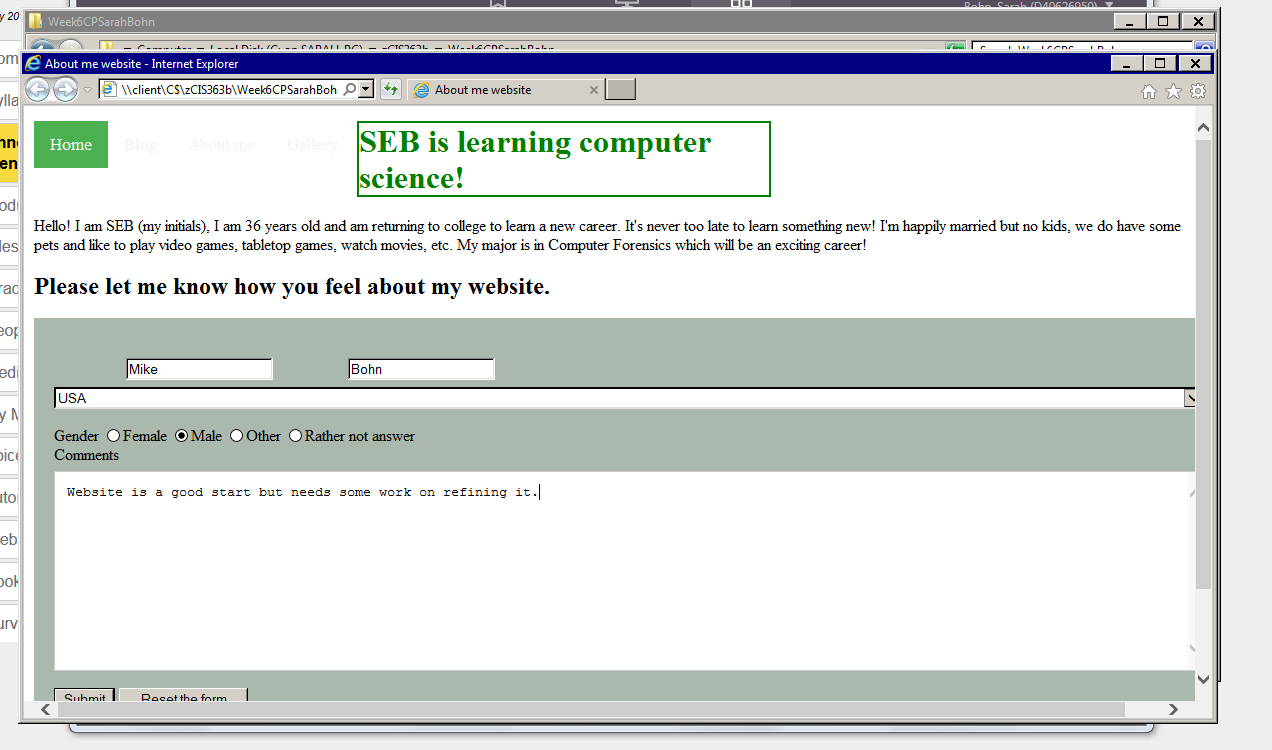 Bohn, Sarah (D40626950)
Week6CPSarahBohn
About me website - Internet Explorer
\\client\C$\zCIS363b\Week6CPSarahBoh
About me website
Home Blog About me Gallery
SEB is learning computer
science!
Hello! I am SEB (my initials), I am 36 years old and am returning to college to learn a new career. It's never too late to learn something new! I'm happily married but no kids, we do have some
pets and like to play video games, tabletop games, watch movies, etc. My major is in Computer Forensics which will be an exciting career!
Please let me know how you feel about my website.
Mike Bohn
USA
Gender Female Male Other Rather not answer
Comments
Website is a good start but needs some work on refining it.
Submit Reset the form